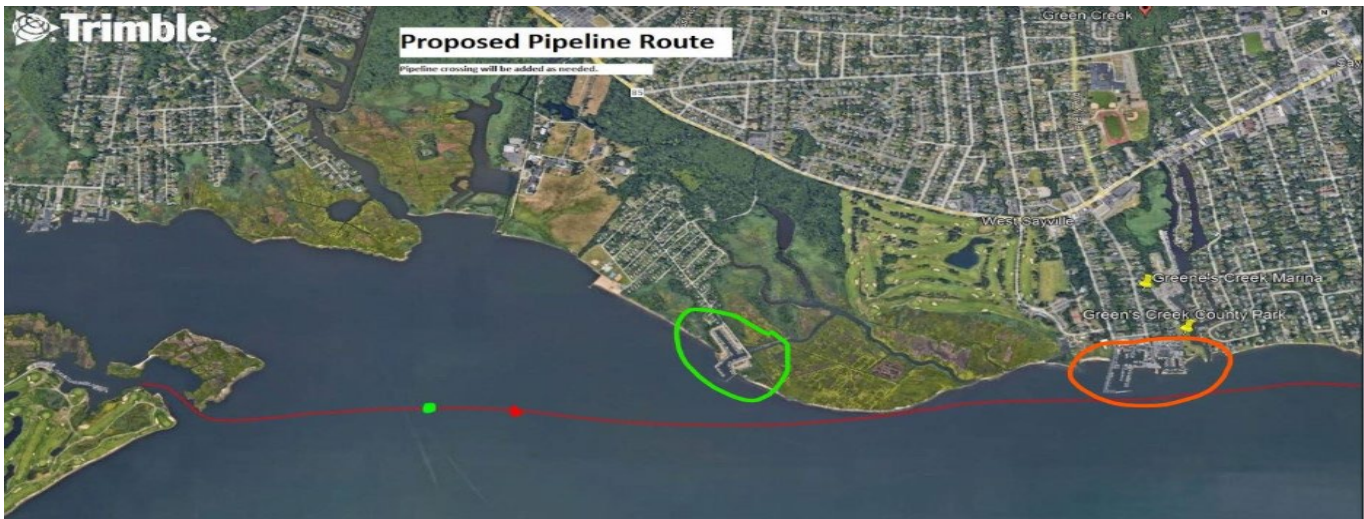 Trimble.
Proposed Pipeline Route
Pipeline crossing will be added as needed.
Green Creek
85
West Sayville
Greene's Creek Marina
Green's Creek County Park